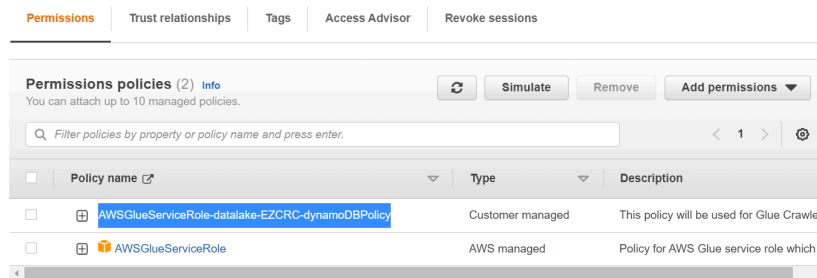 Permissions Trust relationships Tags Access Advisor Revoke sessions
Permissions policies (2) Info
You can attach up to 10 managed policies.
Simulate Remove Add permissions
Filter policies by property or policy name and press enter.
1
Policy name Type Description
AWSGlueServiceRole-datalake-EZCRC-dynamoDBPolicy Customer managed This policy will be used for Glue Crawle
AWSGlueServiceRole AWS managed Policy for AWS Glue service role which